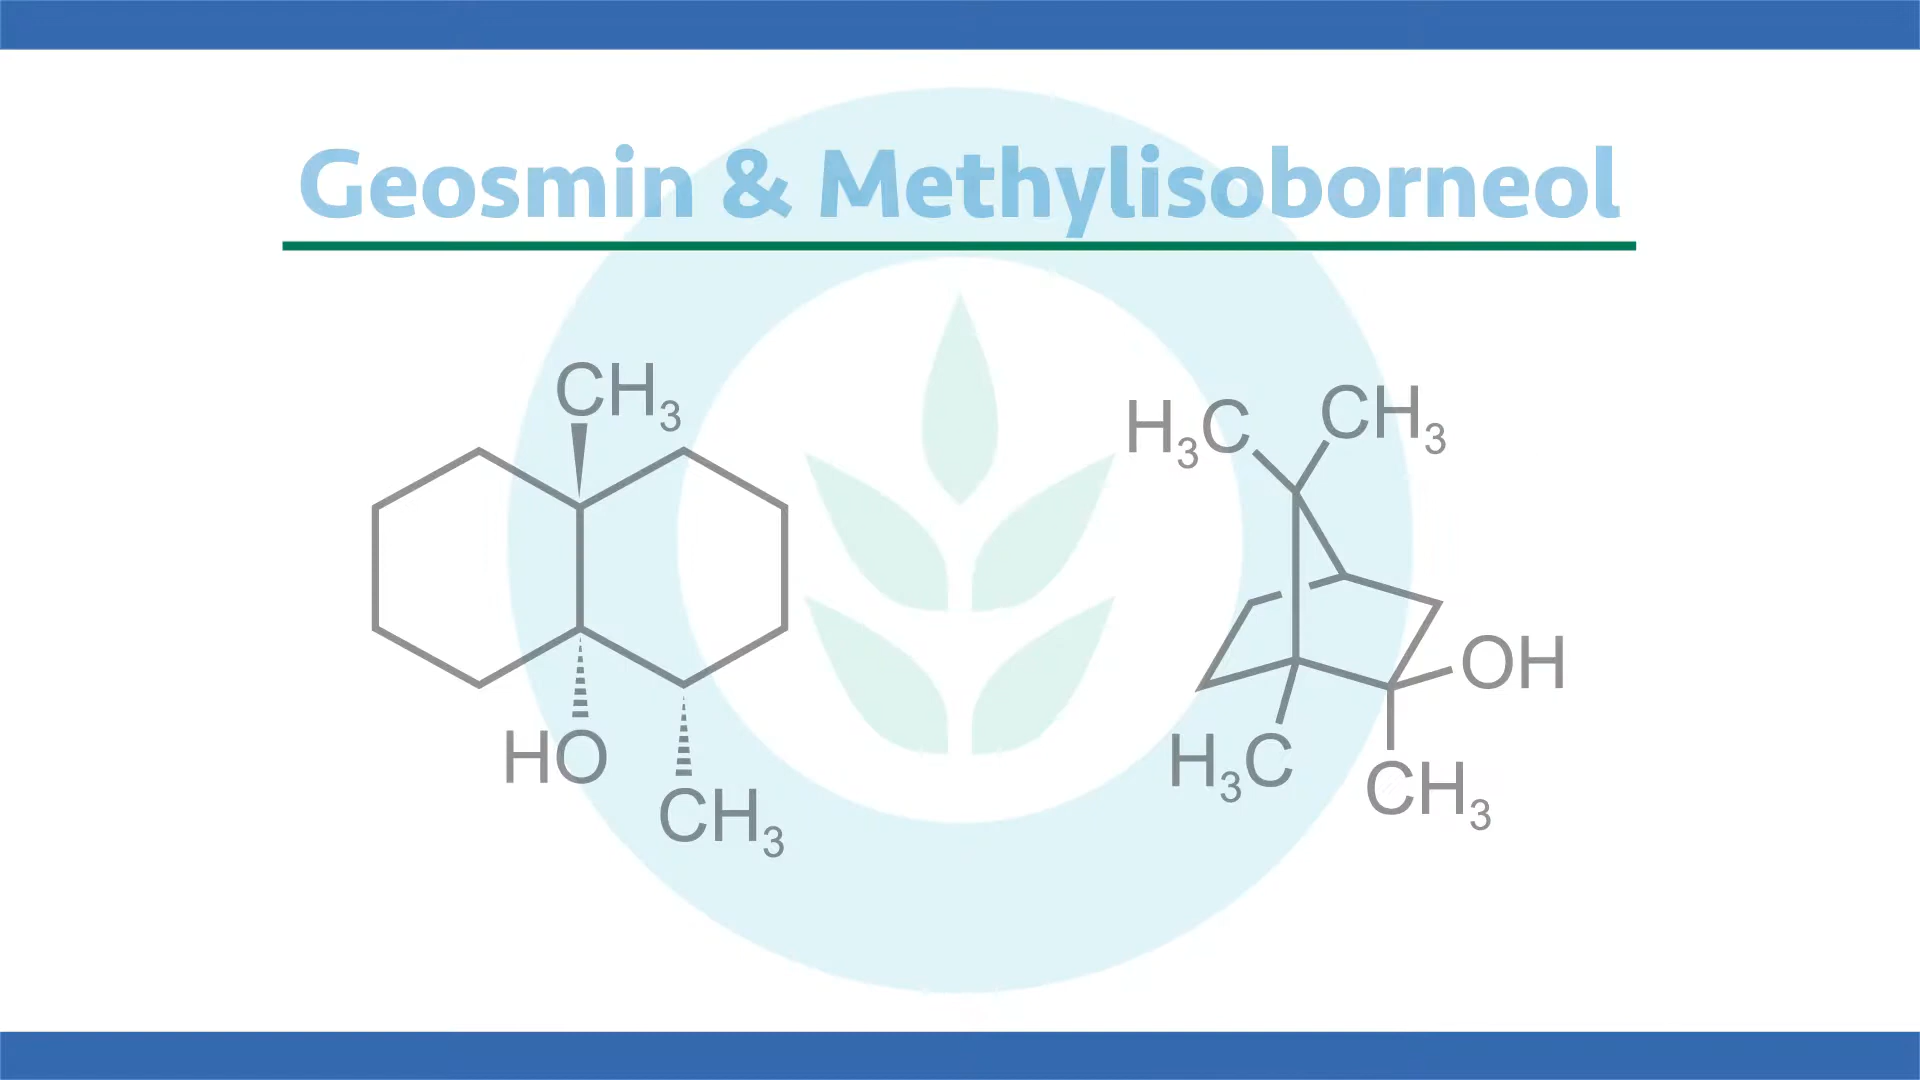 Geosmin & Methylisoborneol
CH3
HO
CH3
H3C
CH3
OH
H3C
CH3